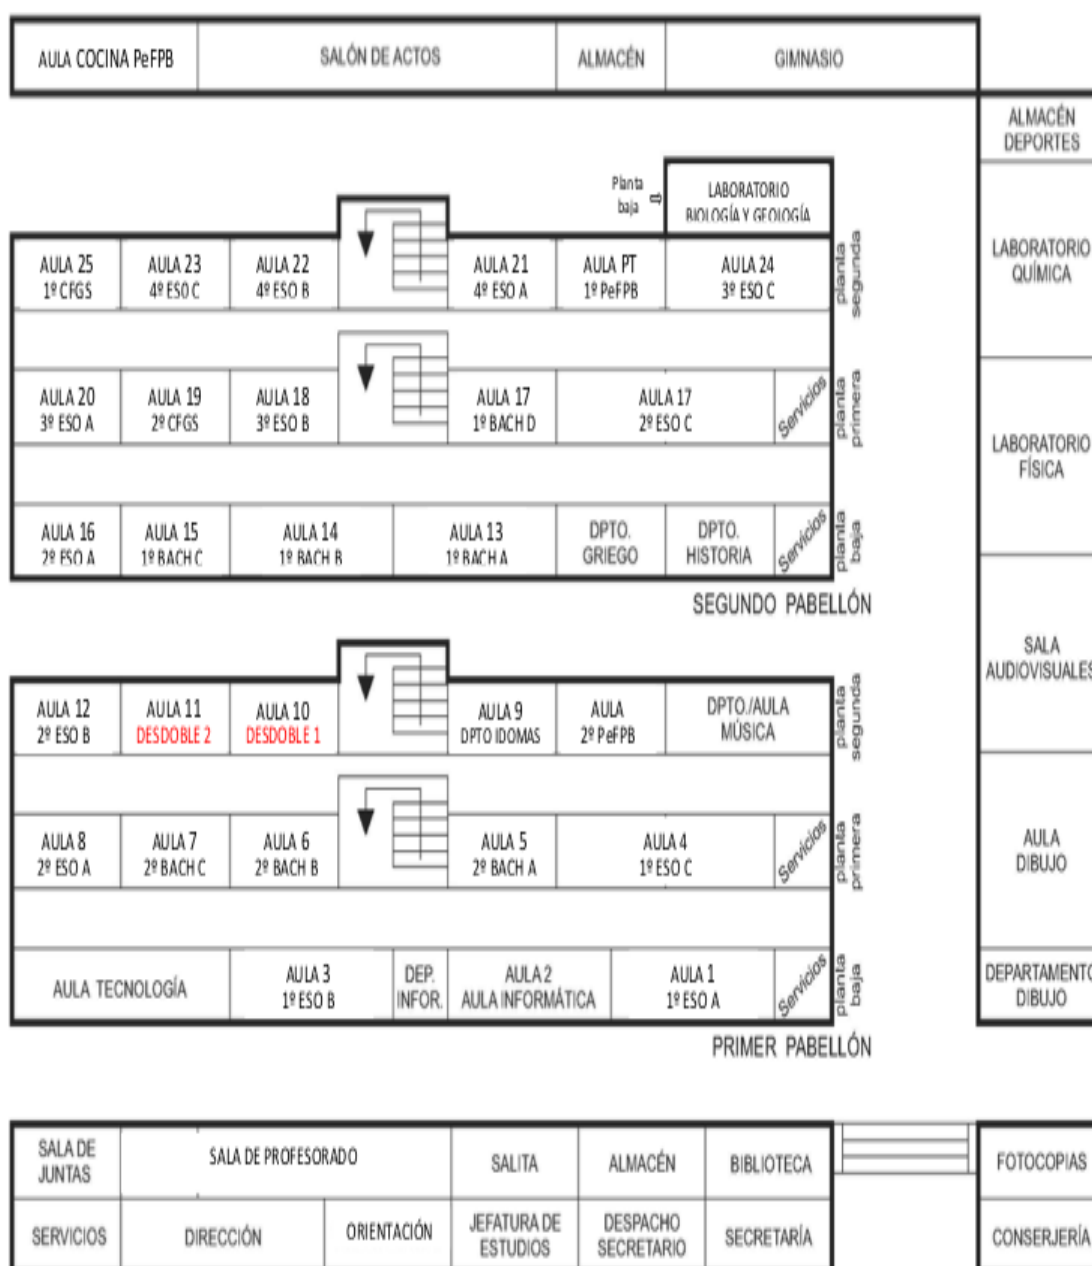 AULA COCINA PeFPB
SALÓN DE ACTOS
ALMACÉN
GIMNASIO
ALMACÉN
DEPORTES
Planta
baja
LABORATORIO
BIOLOGÍA Y GEOLOGÍA
LABORATORIO
QUÍMICA
AULA 25
1º CFGS
AULA 23
4º ESO C
AULA 22
4º ESO B
AULA 21
4º ESO A
AULA PT
1º PeFPB
AULA 24
3º ESO C
planta
segunda
AULA 20
3º ESO A
AULA 19
2º CFGS
AULA 18
3º ESO B
AULA 17
1º BACH D
AULA 17
2º ESO C
Servicios
planta
primera
LABORATORIO
FÍSICA
AULA 16
2º ESO A
AULA 15
1º BACH C
AULA 14
1º BACH B
AULA 13
1º BACH A
DPTO.
GRIEGO
DPTO.
HISTORIA
Servicios
planta
baja
SEGUNDO PABELLÓN
SALA
AUDIOVISUALES
AULA 12
2º ESO B
AULA 11
DESDOBLE 2
AULA 10
DESDOBLE 1
AULA 9
DPTO IDOMAS
AULA
2º PeFPB
DPTO./AULA
MÚSICA
planta
segunda
AULA 8
2º ESO A
AULA 7
2º BACH C
AULA 6
2º BACH B
AULA 5
2º BACH A
AULA 4
1º ESO C
Servicios
planta
primera
AULA
DIBUJO
AULA TECNOLOGÍA
AULA 3
1º ESO B
DEP.
INFOR.
AULA 2
AULA INFORMÁTICA
AULA 1
1º ESO A
Servicios
planta
baja
DEPARTAMENTO
DIBUJO
PRIMER PABELLÓN
SALA DE
JUNTAS
SALA DE PROFESORADO
SALITA
ALMACÉN
BIBLIOTECA
FOTOCOPIAS
SERVICIOS
DIRECCIÓN
ORIENTACIÓN
JEFATURA DE
ESTUDIOS
DESPACHO
SECRETARIO
SECRETARÍA
CONSERJERÍA